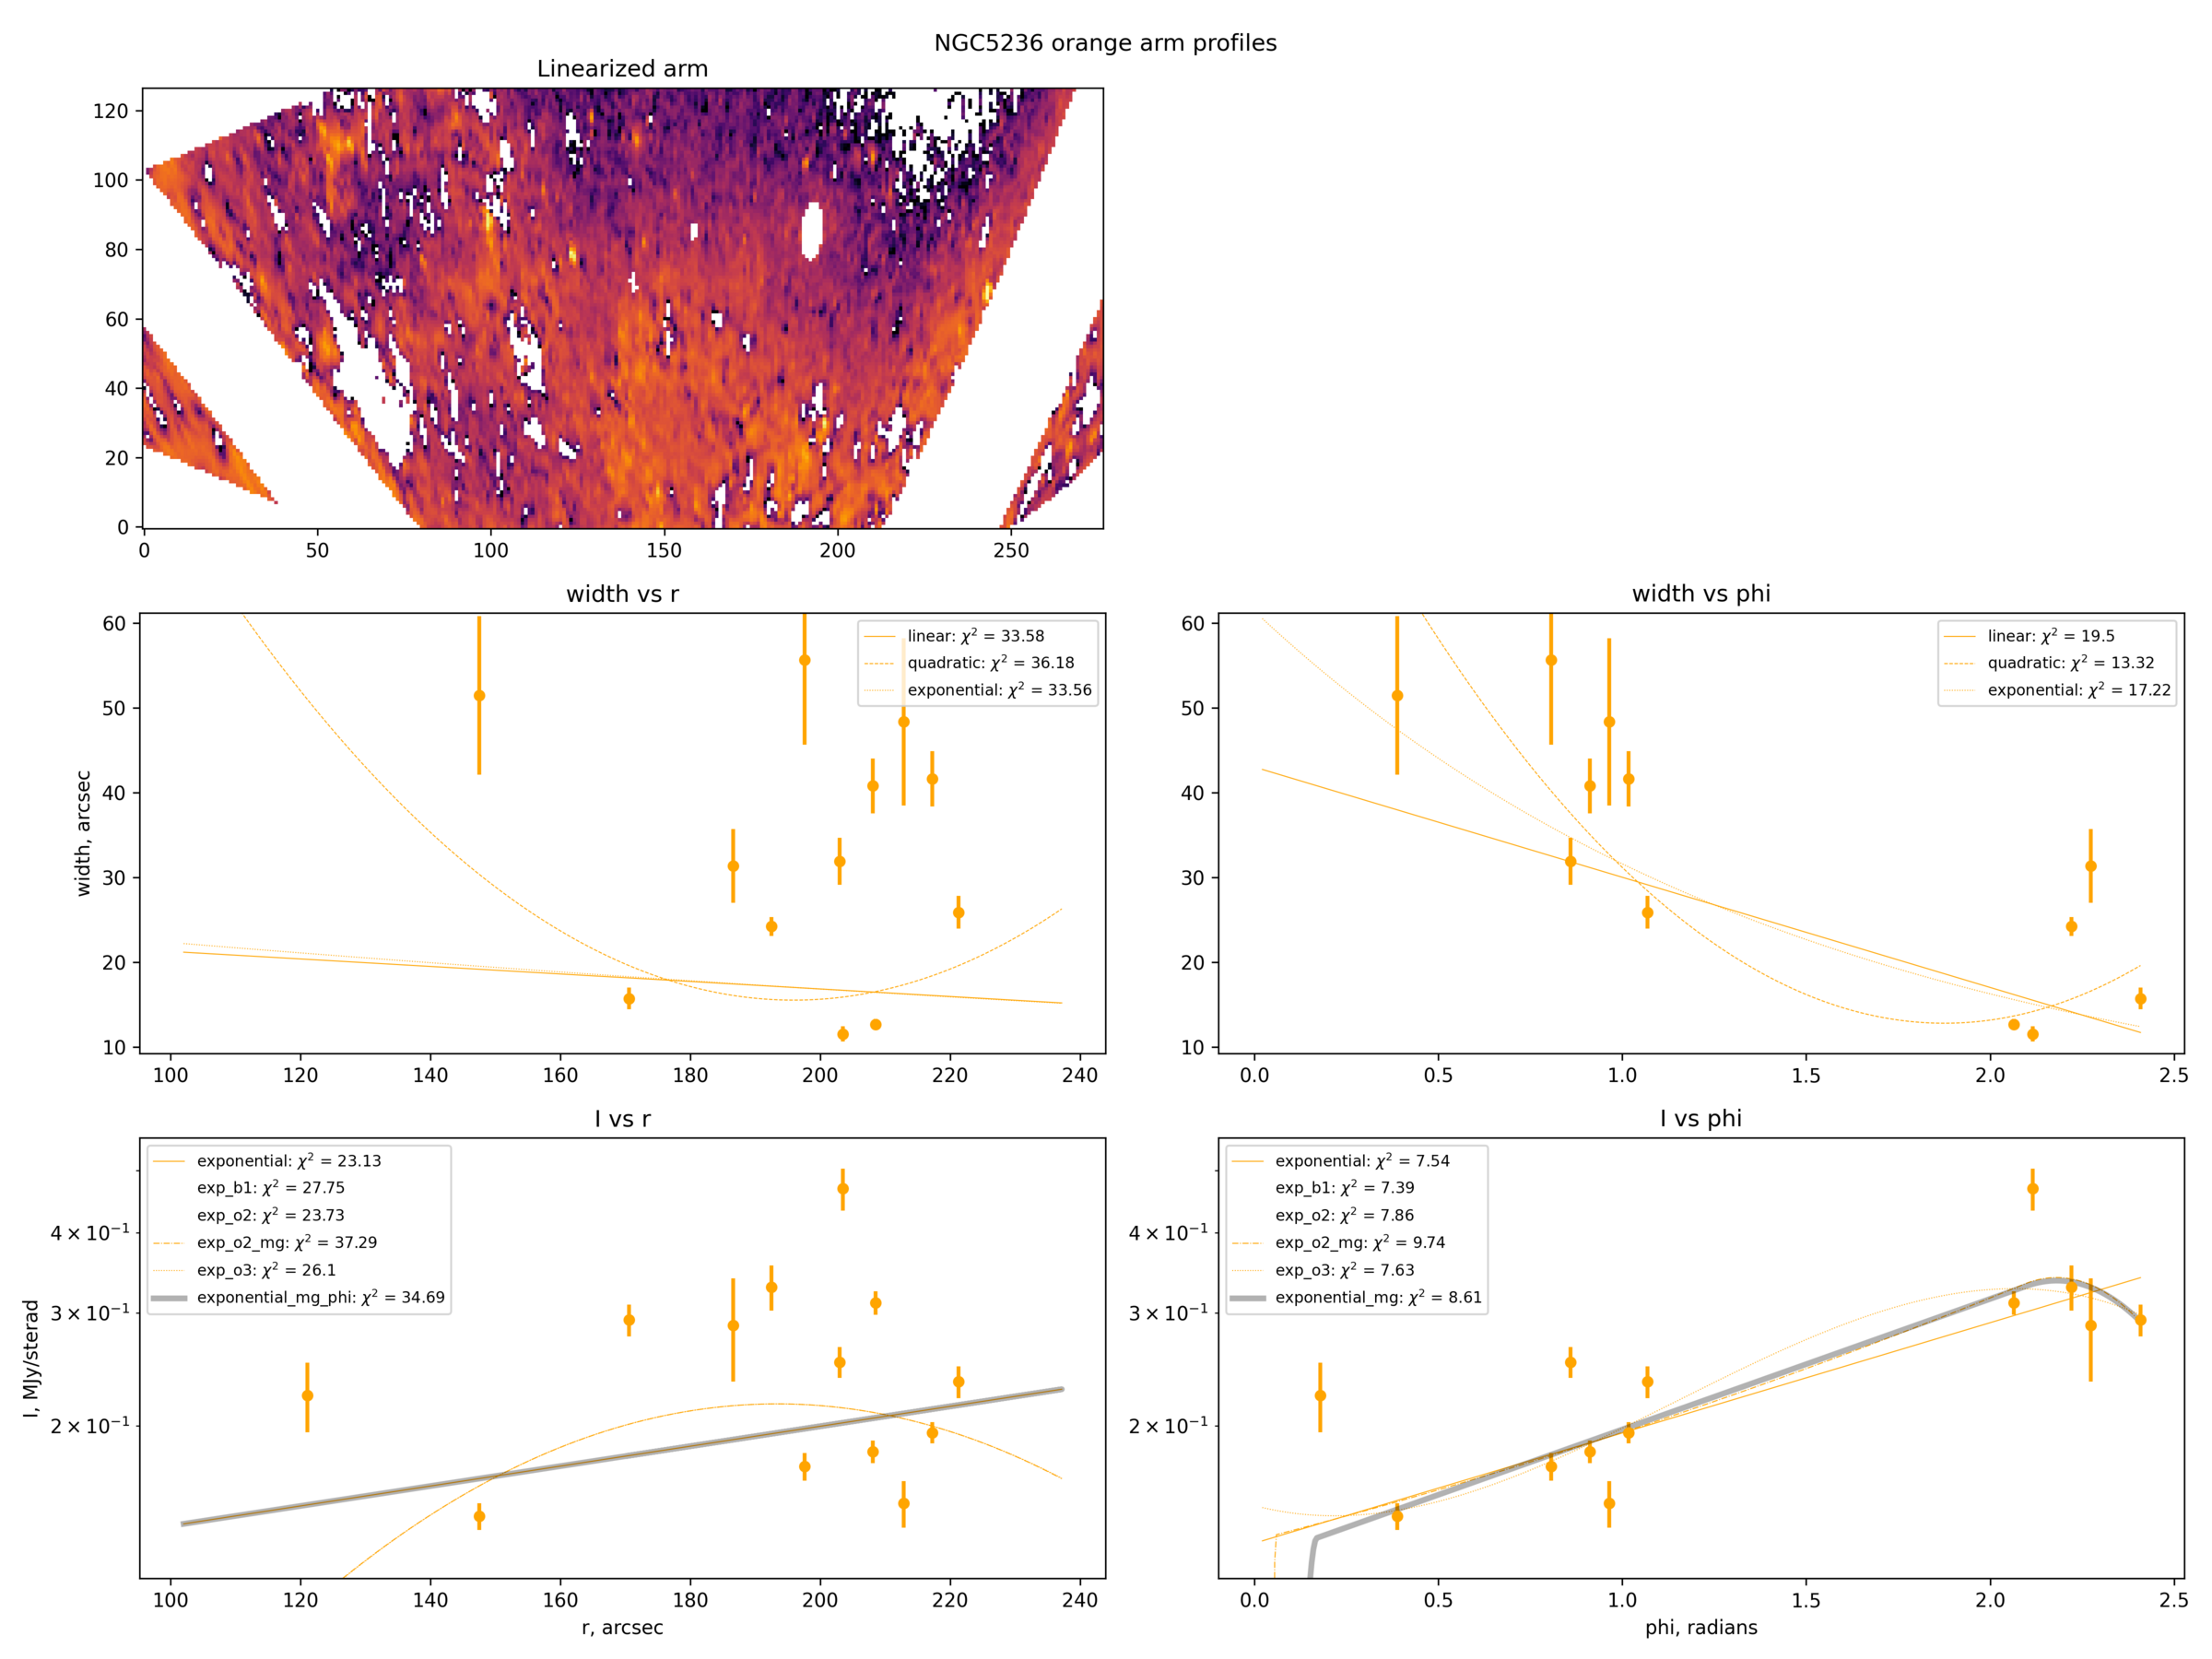 NGC5236 orange arm profiles
Linearized arm
120
100
80
60
40
20
0
0 50 100 150 200 250
width vs r
width, arcsec
60
50
40
30
20
10
linear: χ² = 33.58
quadratic: χ² = 36.18
exponential: χ² = 33.56
100 120 140 160 180 200 220 240
width vs phi
60
50
40
30
20
10
linear: χ² = 19.5
quadratic: χ² = 13.32
exponential: χ² = 17.22
0.0 0.5 1.0 1.5 2.0 2.5
I vs r
I, MJy/sterad
4 × 10⁻¹
3 × 10⁻¹
2 × 10⁻¹
exponential: χ² = 23.13
exp_b1: χ² = 27.75
exp_o2: χ² = 23.73
exp_o2_mg: χ² = 37.29
exp_o3: χ² = 26.1
exponential_mg_phi: χ² = 34.69
100 120 140 160 180 200 220 240
r, arcsec
I vs phi
4 × 10⁻¹
3 × 10⁻¹
2 × 10⁻¹
exponential: χ² = 7.54
exp_b1: χ² = 7.39
exp_o2: χ² = 7.86
exp_o2_mg: χ² = 9.74
exp_o3: χ² = 7.63
exponential_mg: χ² = 8.61
0.0 0.5 1.0 1.5 2.0 2.5
phi, radians